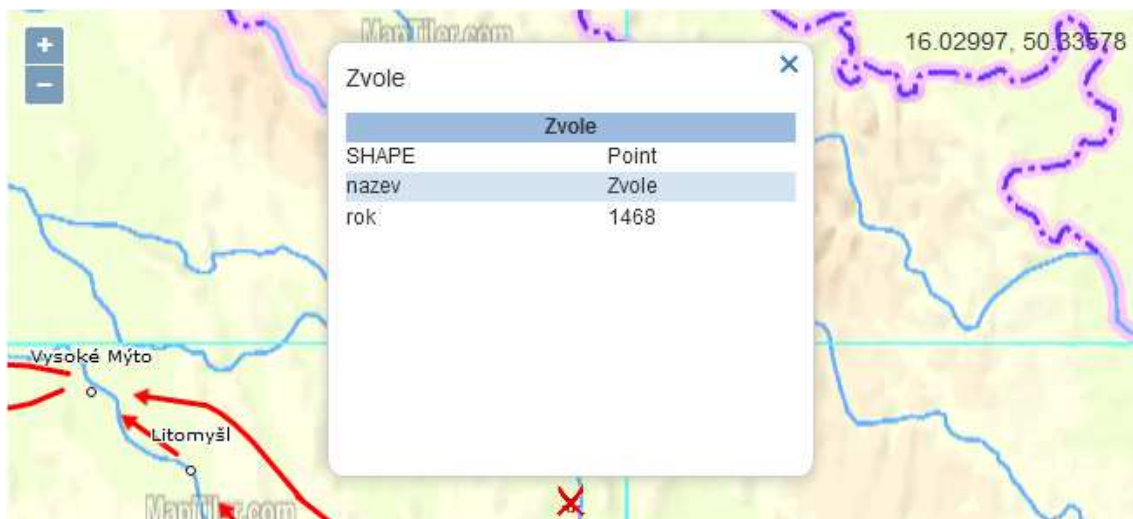 MapTiler.com
+
16.02997, 50.33578
−
Zvole
×
Zvole
SHAPE Point
nazev Zvole
rok 1468
Vysoké Mýto
Litomyšl
MapTiler.com